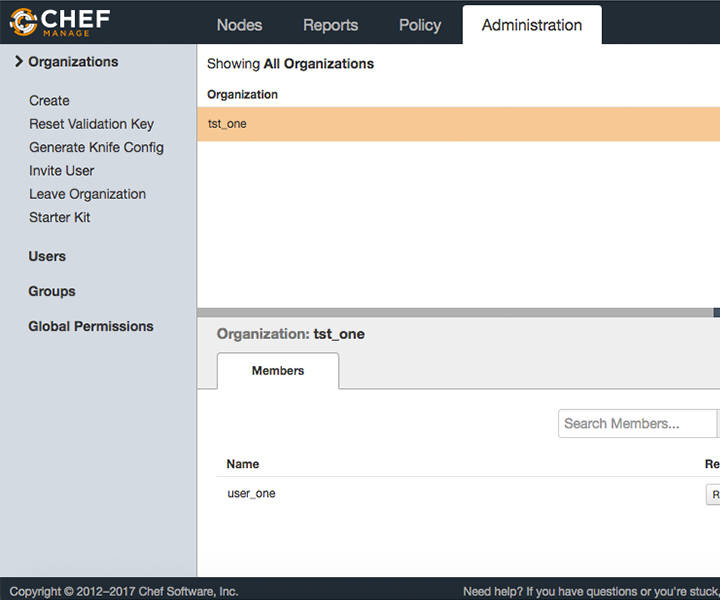 CHEF
MANAGE
Nodes Reports Policy Administration
Organizations
Create
Reset Validation Key
Generate Knife Config
Invite User
Leave Organization
Starter Kit
Users
Groups
Global Permissions
Showing All Organizations
Organization
tst_one
Organization: tst_one
Members
Search Members...
Name Re
user_one R
Copyright © 2012–2017 Chef Software, Inc. Need help? If you have questions or you're stuck,